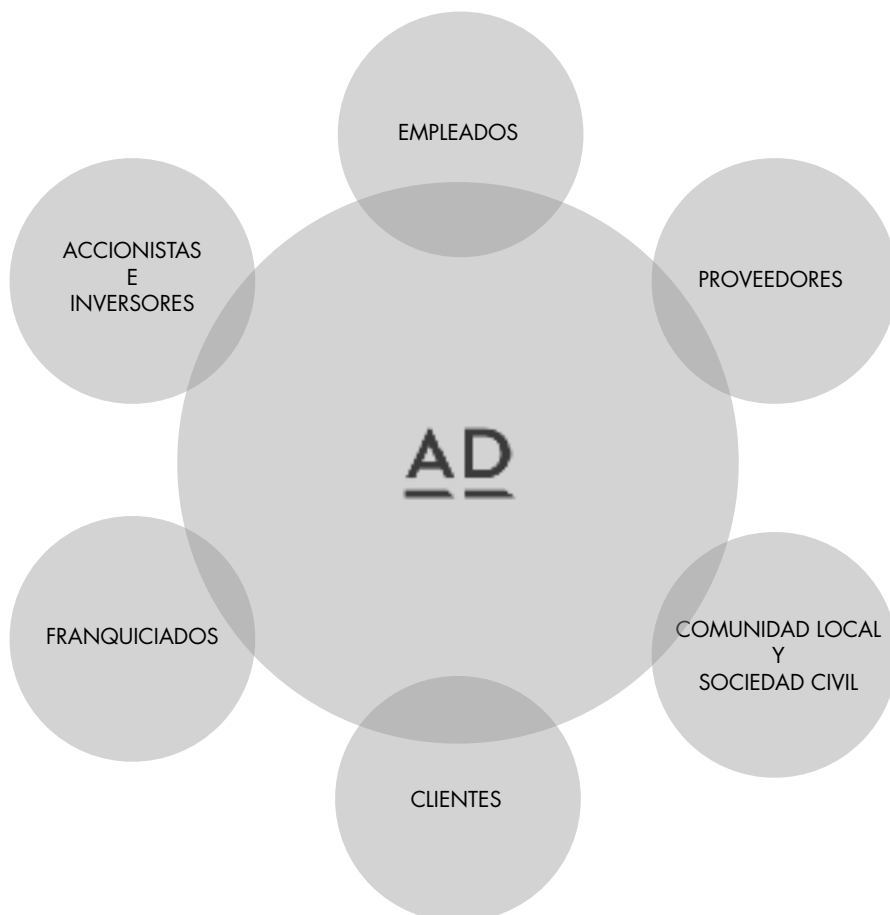 EMPLEADOS
ACCIONISTAS
E
INVERSORES
PROVEEDORES
AD
FRANQUICIADOS
COMUNIDAD LOCAL
Y
SOCIEDAD CIVIL
CLIENTES